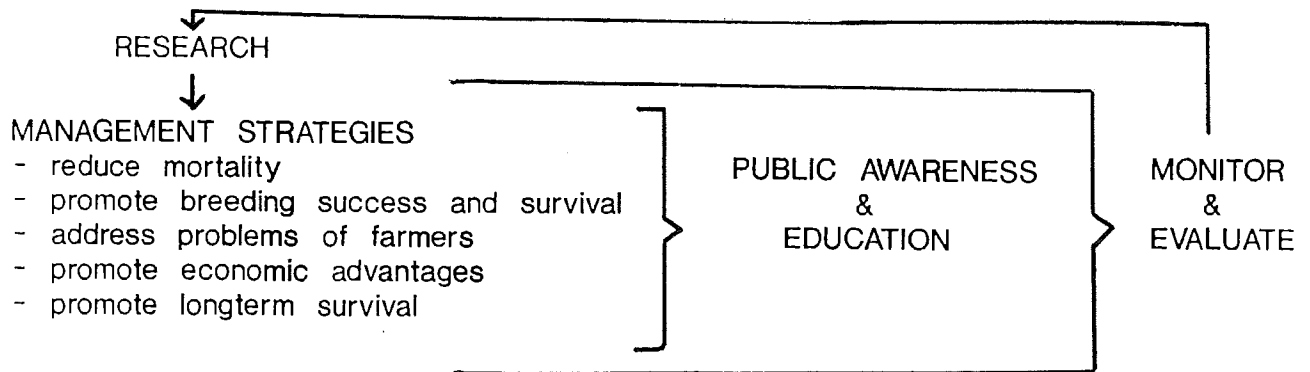 RESEARCH
MANAGEMENT STRATEGIES
- reduce mortality
- promote breeding success and survival
- address problems of farmers
- promote economic advantages
- promote longterm survival
PUBLIC AWARENESS
&
EDUCATION
MONITOR
&
EVALUATE